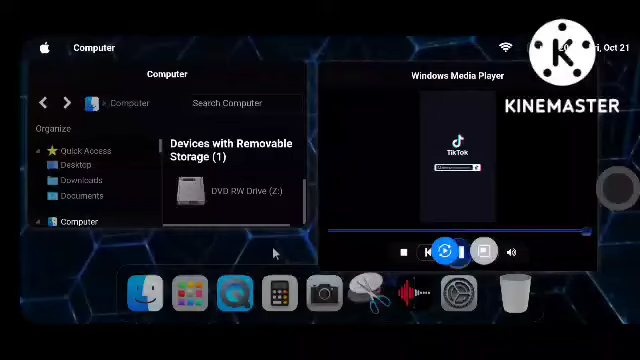 Computer
Fri, Oct 21
KINEMASTER
Computer
Computer
Search Computer
Organize
Quick Access
Desktop
Downloads
Documents
Computer
Devices with Removable
Storage (1)
DVD RW Drive (Z:)
Windows Media Player
TikTok